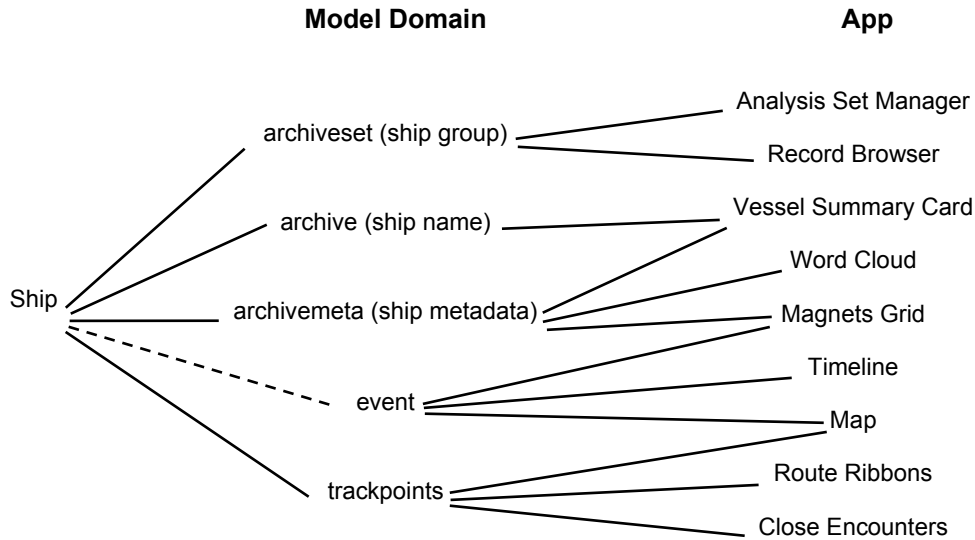 Model Domain
App
Analysis Set Manager
archiveset (ship group)
Record Browser
Vessel Summary Card
archive (ship name)
Word Cloud
Ship
archivemeta (ship metadata)
Magnets Grid
Timeline
event
Map
Route Ribbons
trackpoints
Close Encounters